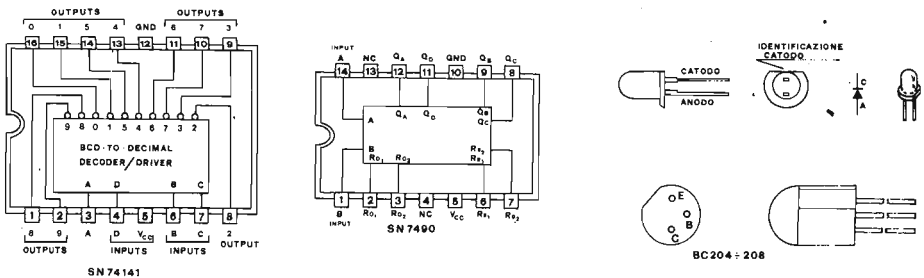 OUTPUTS
OUTPUTS
0 1 5 4 GND 6 7 3
16 15 14 13 12 11 10 9
9 8 0 1 5 4 6 7 3 2
BCD-TO-DECIMAL
DECODER/DRIVER
A D B C
1 2 3 4 5 6 7 8
8 9 A D VCC B C 2
OUTPUTS INPUTS INPUTS OUTPUT
SN74141
INPUT
A NC QA QD GND QB QC
14 13 12 11 10 9 8
A QA QD QB
QC
B R01 R02 R92
R91
1 2 3 4 5 6 7
B R01 R02 NC VCC R91 R92
INPUT
SN7490
IDENTIFICAZIONE
CATODO
CATODO
ANODO
C
A
E
B
C
BC204÷208